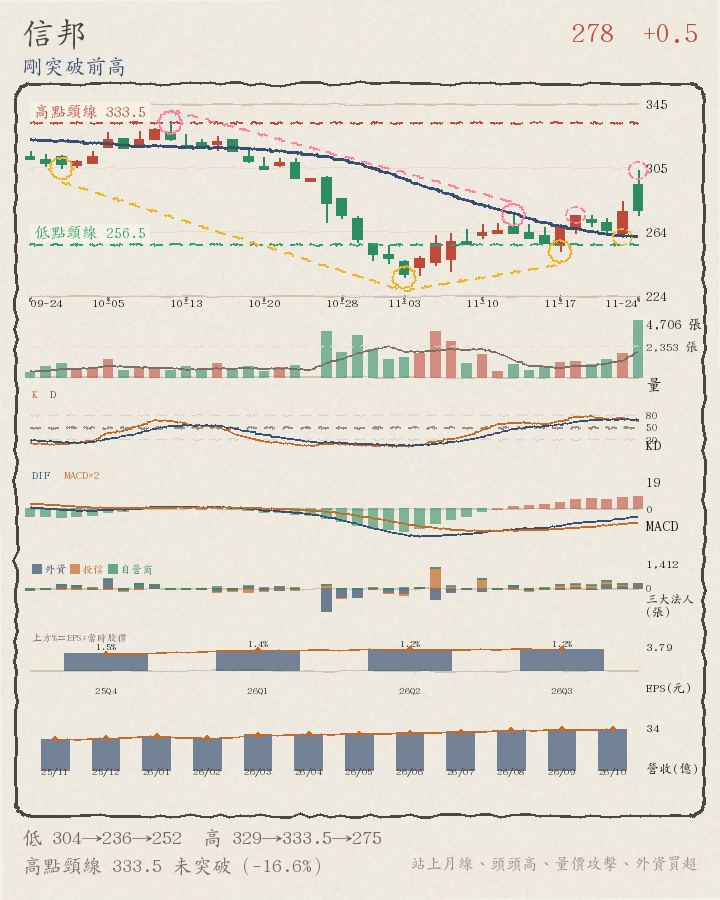 信邦
278 +0.5
剛突破前高
高點頸線 333.5
低點頸線 256.5
345
305
264
224
09-24 10-05 10-13 10-20 10-28 11-03 11-10 11-17 11-24
4,706 張
2,353 張
量
K D
80
50
20
KD
DIF MACD×2
19
0
MACD
外資 投信 自營商
1,412
0
三大法人
(張)
上方%=EPS÷當時股價
1.5% 1.4% 1.2% 1.2%
3.79
25Q4 26Q1 26Q2 26Q3
EPS(元)
34
25/11 25/12 26/01 26/02 26/03 26/04 26/05 26/06 26/07 26/08 26/09 26/10
營收(億)
低 304→236→252 高 329→333.5→275
高點頸線 333.5 未突破 (-16.6%)
站上月線、頭頭高、量價攻擊、外資買超